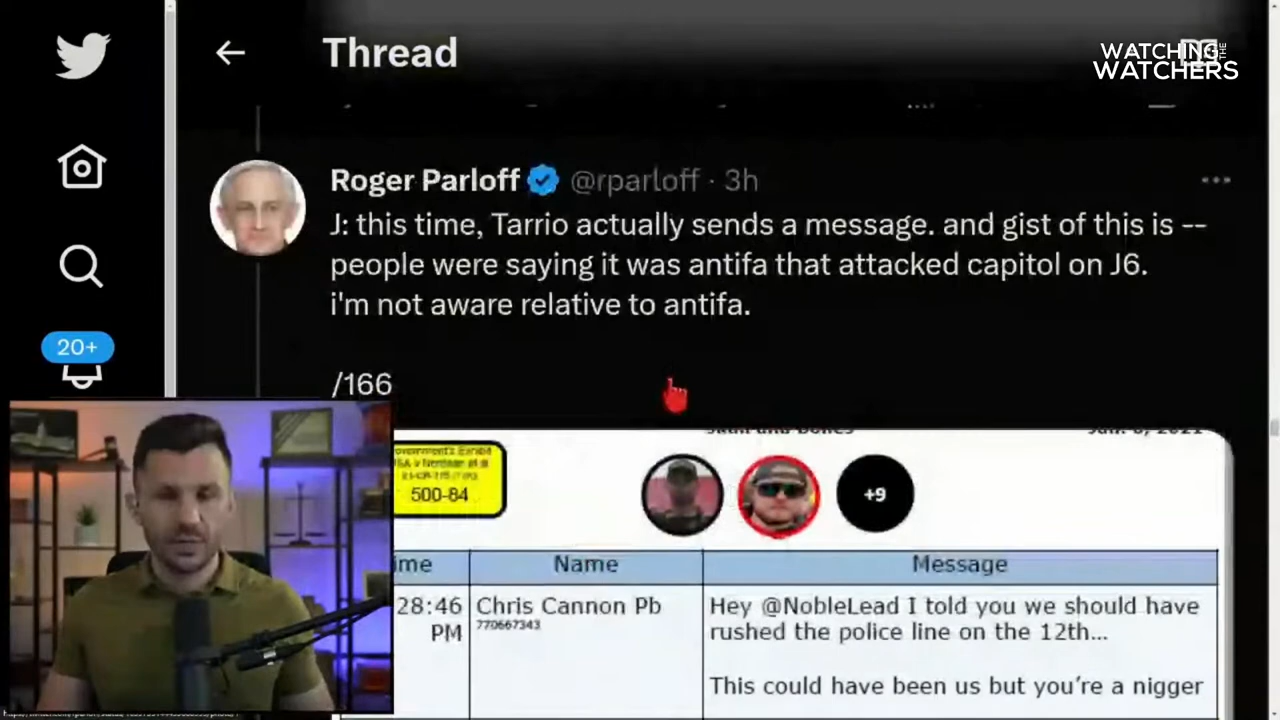 Thread
WATCHING THE
WATCHERS
Roger Parloff @rparloff · 3h
J: this time, Tarrio actually sends a message. and gist of this is --
people were saying it was antifa that attacked capitol on J6.
i'm not aware relative to antifa.
20+
/166
500-84
+9
Name
Message
28:46
PM
Chris Cannon Pb
770667343
Hey @NobleLead I told you we should have
rushed the police line on the 12th...
This could have been us but you're a nigger